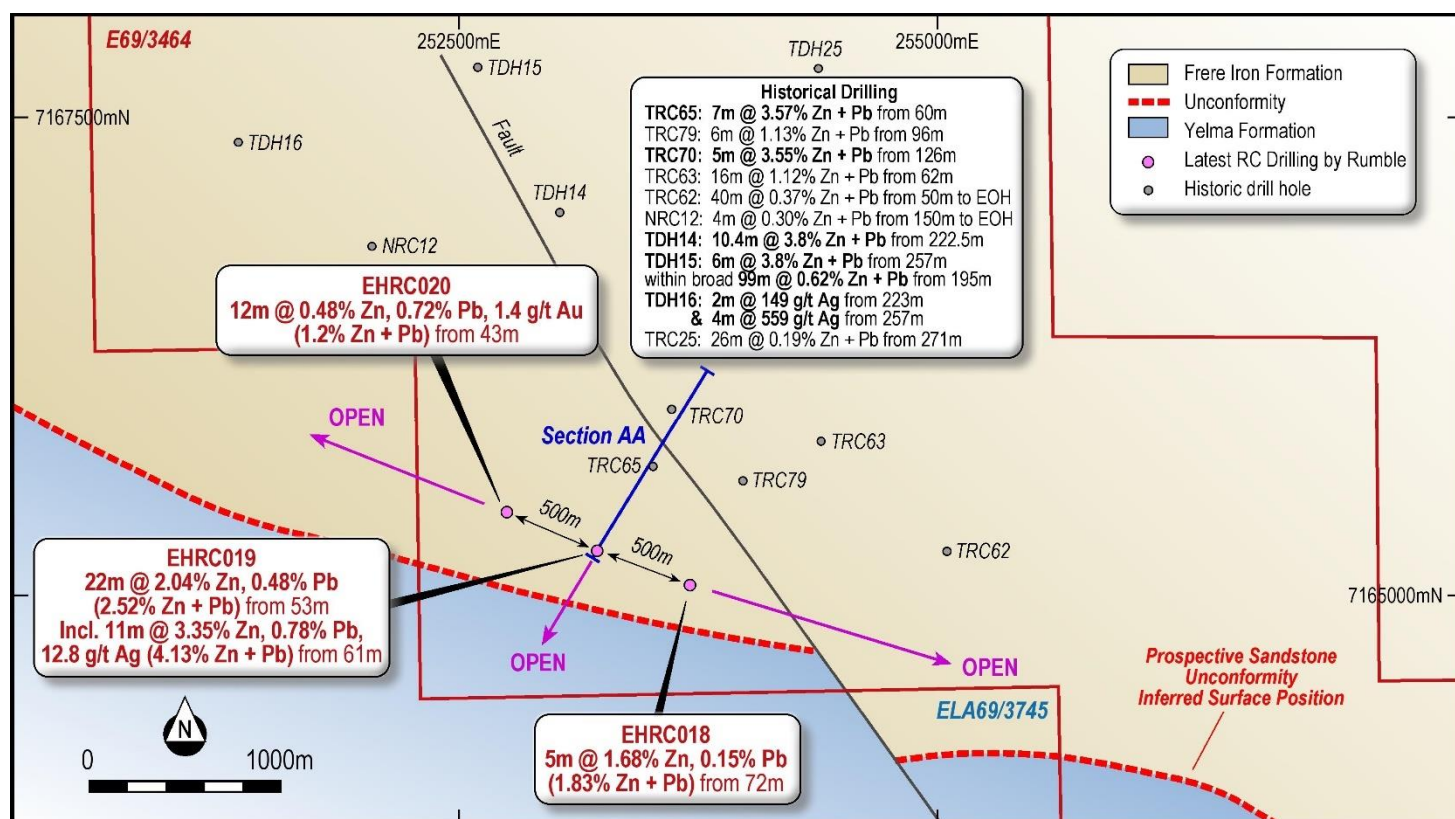 E69/3464
252500mE
255000mE
TDH15
TDH25
7167500mN
TDH16
Fault
TDH14
NRC12
Historical Drilling
TRC65: 7m @ 3.57% Zn + Pb from 60m
TRC79: 6m @ 1.13% Zn + Pb from 96m
TRC70: 5m @ 3.55% Zn + Pb from 126m
TRC63: 16m @ 1.12% Zn + Pb from 62m
TRC62: 40m @ 0.37% Zn + Pb from 50m to EOH
NRC12: 4m @ 0.30% Zn + Pb from 150m to EOH
TDH14: 10.4m @ 3.8% Zn + Pb from 222.5m
TDH15: 6m @ 3.8% Zn + Pb from 257m
within broad 99m @ 0.62% Zn + Pb from 195m
TDH16: 2m @ 149 g/t Ag from 223m
& 4m @ 559 g/t Ag from 257m
TRC25: 26m @ 0.19% Zn + Pb from 271m
Frere Iron Formation
Unconformity
Yelma Formation
Latest RC Drilling by Rumble
Historic drill hole
EHRC020
12m @ 0.48% Zn, 0.72% Pb, 1.4 g/t Au
(1.2% Zn + Pb) from 43m
OPEN
Section AA
TRC70
TRC63
TRC65
TRC79
500m
500m
TRC62
EHRC019
22m @ 2.04% Zn, 0.48% Pb
(2.52% Zn + Pb) from 53m
Incl. 11m @ 3.35% Zn, 0.78% Pb,
12.8 g/t Ag (4.13% Zn + Pb) from 61m
7165000mN
OPEN
OPEN
Prospective Sandstone
Unconformity
Inferred Surface Position
ELA69/3745
EHRC018
5m @ 1.68% Zn, 0.15% Pb
(1.83% Zn + Pb) from 72m
N
0
1000m